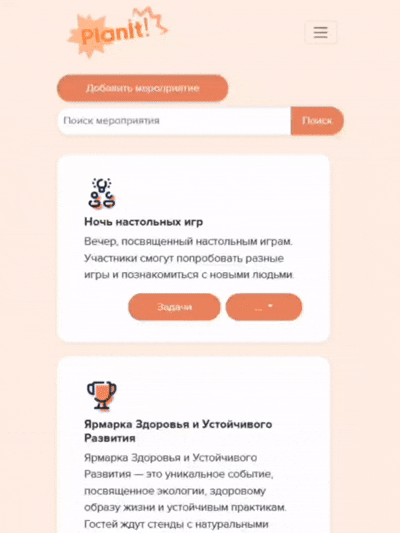 PlanIt!
Добавить мероприятие
Поиск мероприятия
Поиск
Ночь настольных игр
Вечер, посвященный настольным играм.
Участники смогут попробовать разные
игры и познакомиться с новыми людьми.
Задачи
...
Ярмарка Здоровья и Устойчивого
Развития
Ярмарка Здоровья и Устойчивого
Развития — это уникальное событие,
посвященное экологии, здоровому
образу жизни и устойчивым практикам.
Гостей ждут стенды с натуральными